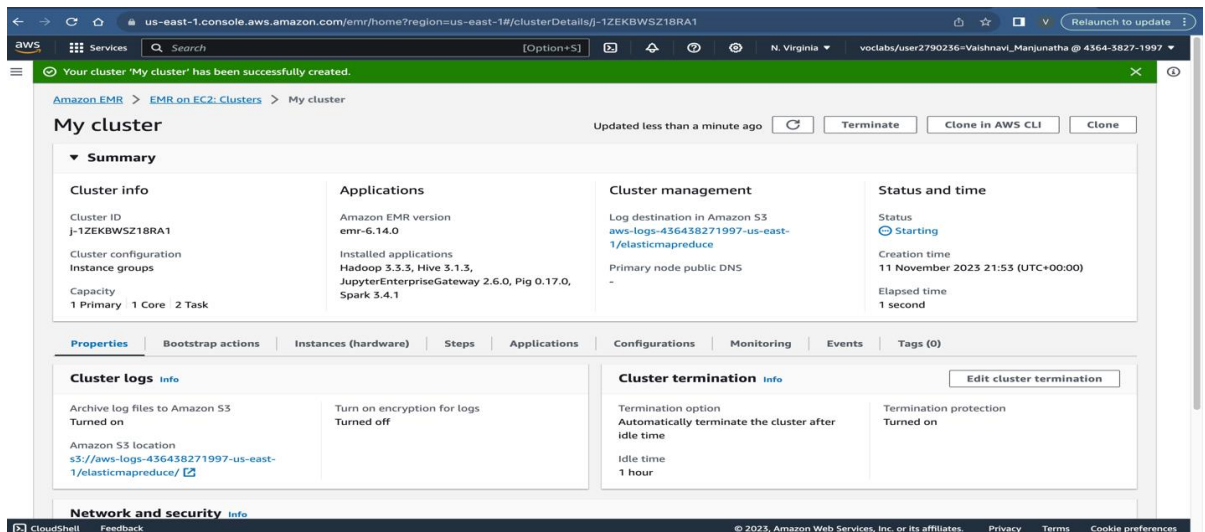 us-east-1.console.aws.amazon.com/emr/home?region=us-east-1#/clusterDetails/j-1ZEKBWSZ18RA1
V
Relaunch to update
aws
Services
Search
[Option+S]
N. Virginia
voclabs/user2790236=Vaishnavi_Manjunatha @ 4364-3827-1997
Your cluster 'My cluster' has been successfully created.
Amazon EMR > EMR on EC2: Clusters > My cluster
My cluster
Updated less than a minute ago
Terminate
Clone in AWS CLI
Clone
Summary
Cluster info
Cluster ID
j-1ZEKBWSZ18RA1
Cluster configuration
Instance groups
Capacity
1 Primary 1 Core 2 Task
Applications
Amazon EMR version
emr-6.14.0
Installed applications
Hadoop 3.3.3, Hive 3.1.3,
JupyterEnterpriseGateway 2.6.0, Pig 0.17.0,
Spark 3.4.1
Cluster management
Log destination in Amazon S3
aws-logs-436438271997-us-east-
1/elasticmapreduce
Primary node public DNS
-
Status and time
Status
Starting
Creation time
11 November 2023 21:53 (UTC+00:00)
Elapsed time
1 second
Properties
Bootstrap actions
Instances (hardware)
Steps
Applications
Configurations
Monitoring
Events
Tags (0)
Cluster logs Info
Archive log files to Amazon S3
Turned on
Amazon S3 location
s3://aws-logs-436438271997-us-east-
1/elasticmapreduce/
Turn on encryption for logs
Turned off
Cluster termination Info
Edit cluster termination
Termination option
Automatically terminate the cluster after
idle time
Idle time
1 hour
Termination protection
Turned on
Network and security Info
CloudShell
Feedback
© 2023, Amazon Web Services, Inc. or its affiliates.
Privacy
Terms
Cookie preferences